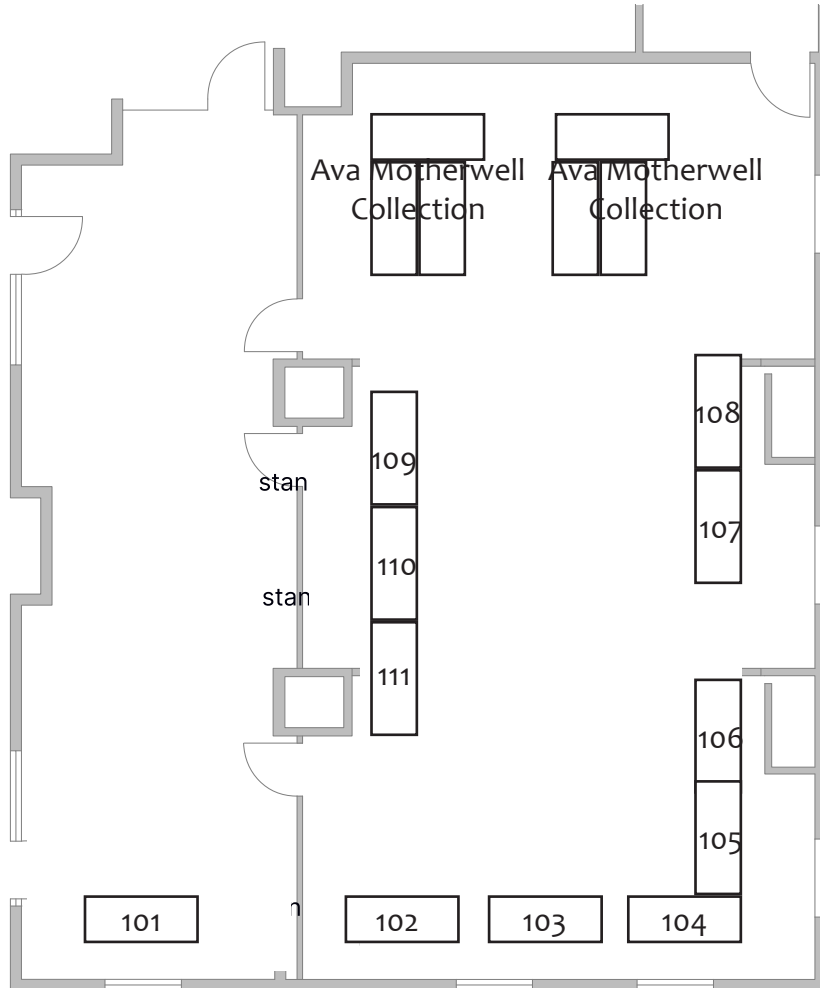 Ava Motherwell
Collection
Ava Motherwell
Collection
108
109
stan
107
110
stan
111
106
105
n
101
102
103
104